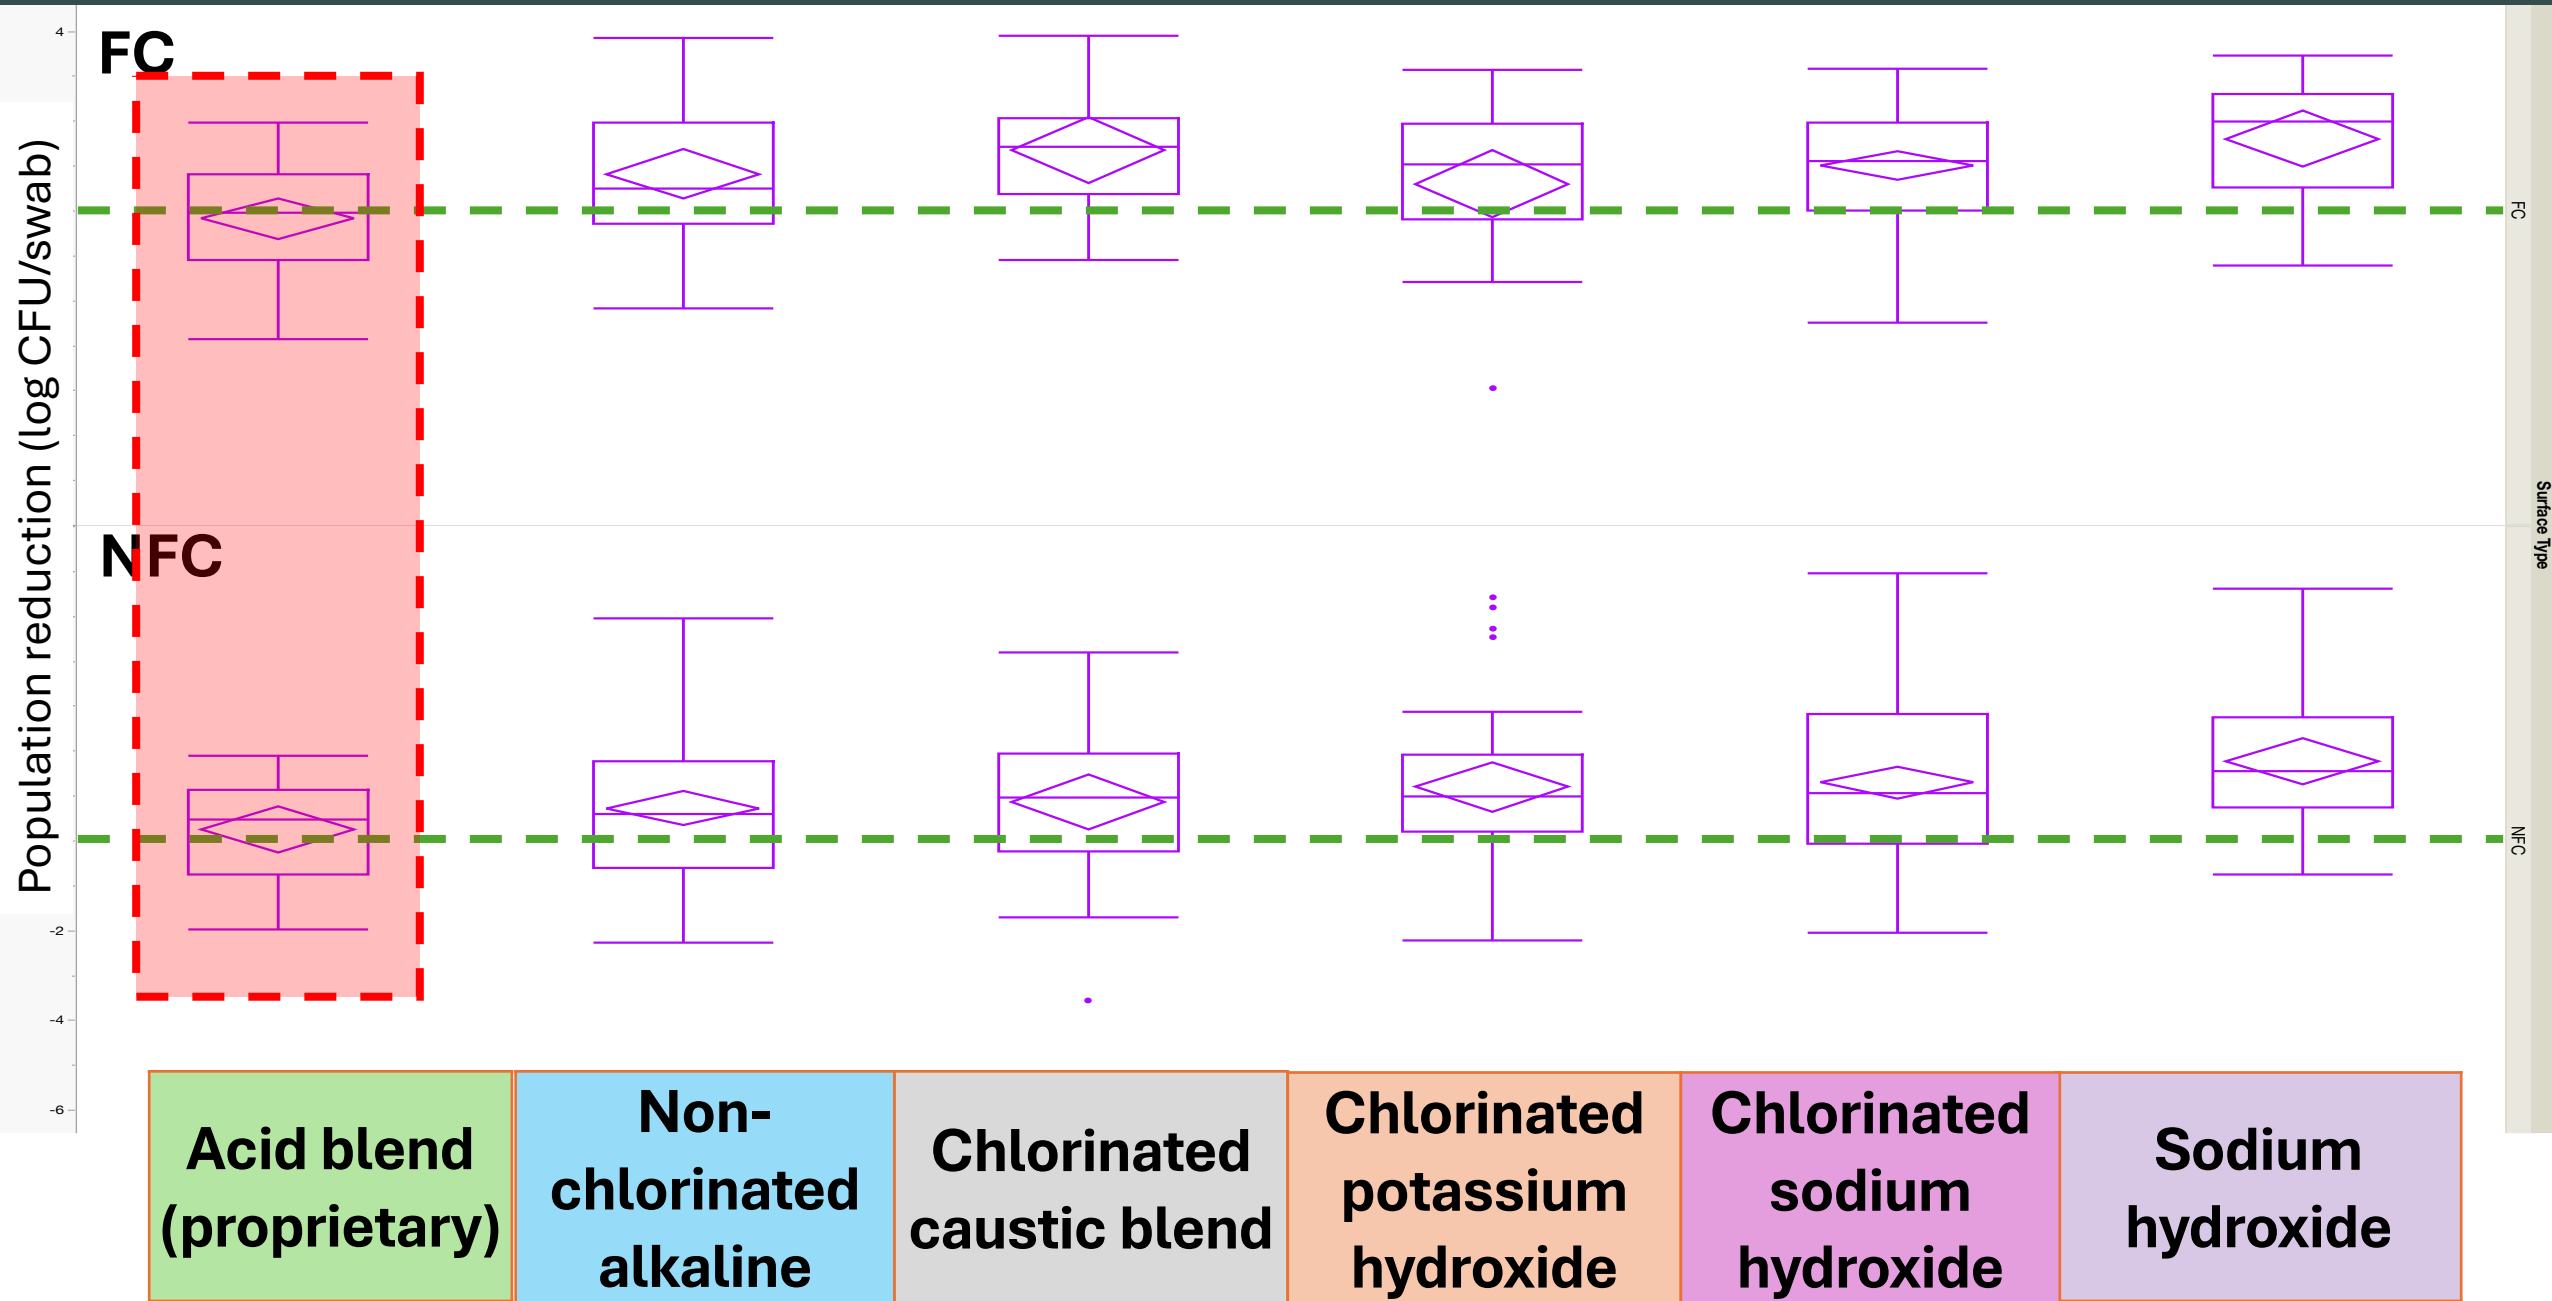 4
FC
Population reduction (log CFU/swab)
FC
Surface Type
NFC
NFC
-2
-4
-6
Acid blend
(proprietary)
Non-
chlorinated
alkaline
Chlorinated
caustic blend
Chlorinated
potassium
hydroxide
Chlorinated
sodium
hydroxide
Sodium
hydroxide